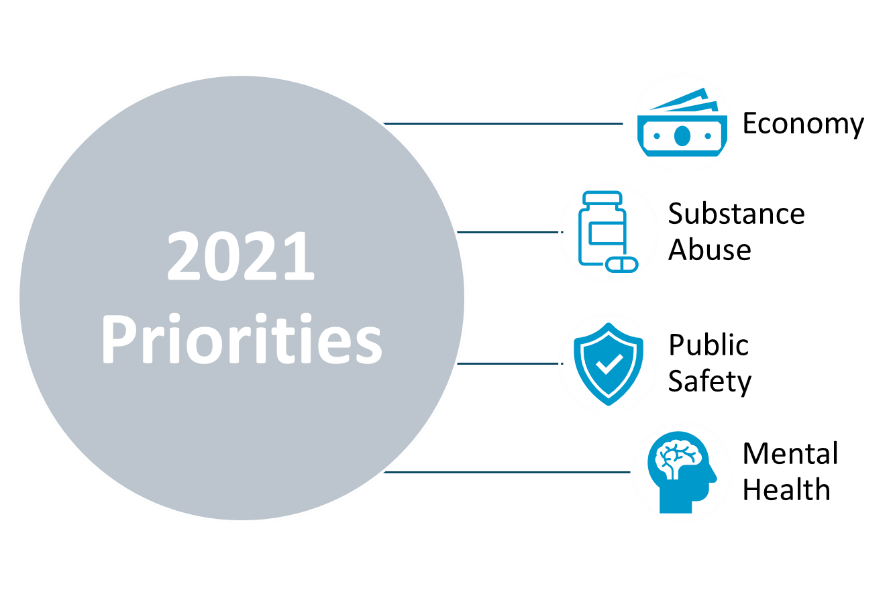 2021
Priorities
Economy
Substance
Abuse
Public
Safety
Mental
Health